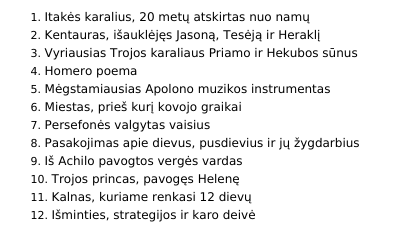 1. Itakės karalius, 20 metų atskirtas nuo namų
2. Kentauras, išauklėjęs Jasoną, Tesėją ir Heraklį
3. Vyriausias Trojos karaliaus Priamo ir Hekubos sūnus
4. Homero poema
5. Mėgstamiausias Apolono muzikos instrumentas
6. Miestas, prieš kurį kovojo graikai
7. Persefonės valgytas vaisius
8. Pasakojimas apie dievus, pusdievius ir jų žygdarbius
9. Iš Achilo pavogtos vergės vardas
10. Trojos princas, pavogęs Helenę
11. Kalnas, kuriame renkasi 12 dievų
12. Išminties, strategijos ir karo deivė